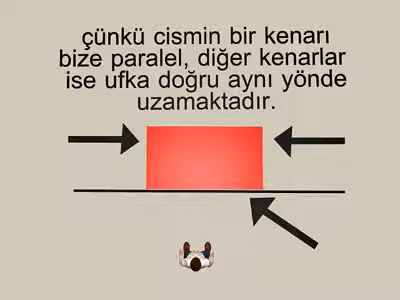 çünkü cismin bir kenarı
bize paralel, diğer kenarlar
ise ufka doğru aynı yönde
uzamaktadır.